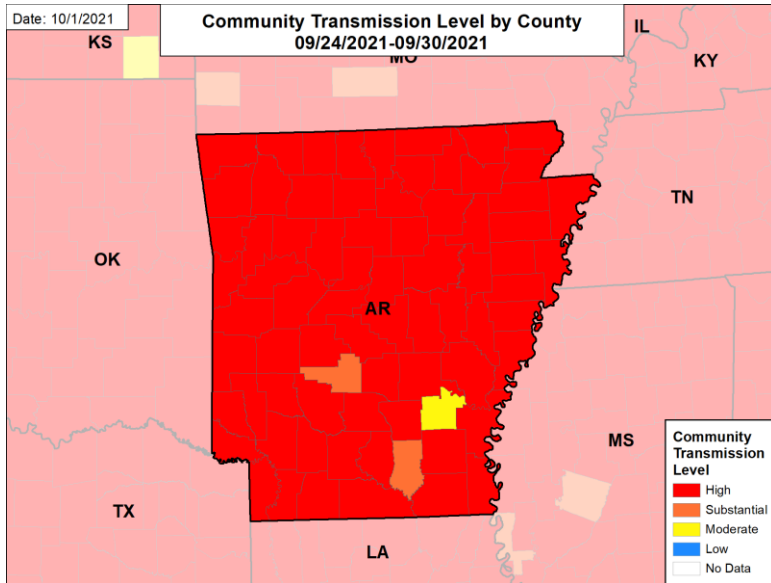 Date: 10/1/2021
Community Transmission Level by County
09/24/2021-09/30/2021
IL
KS
MO
KY
TN
OK
AR
MS
TX
LA
Community
Transmission
Level
High
Substantial
Moderate
Low
No Data